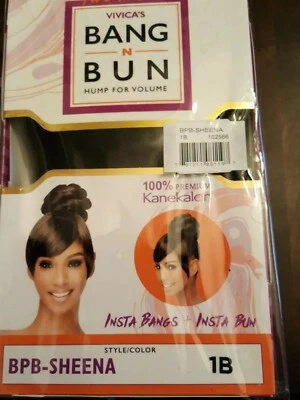 VIVICA'S
BANG
N
BUN
HUMP FOR VOLUME
BPB-SHEENA
1B 102566
100% PREMIUM
Kanekalon
INSTA BANGS + INSTA BUN
STYLE/COLOR
BPB-SHEENA 1B